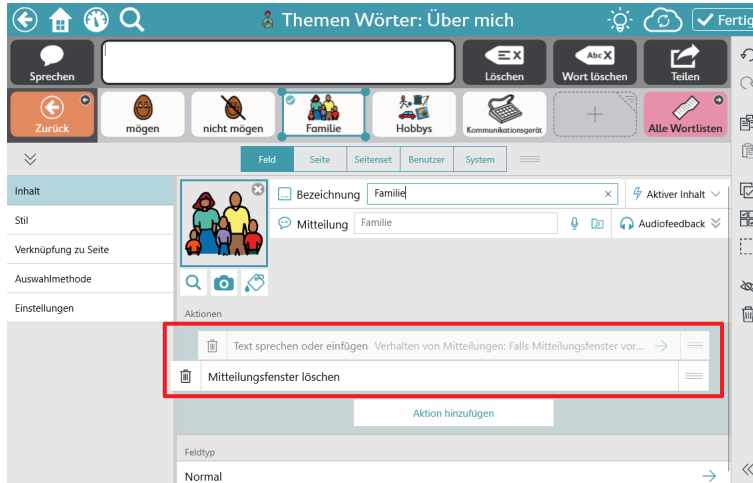 Themen Wörter: Über mich
Fertig
Sprechen
Löschen
Abc X
Wort löschen
Teilen
Zurück
mögen
nicht mögen
Familie
Hobbys
Kommunikationsgerät
Alle Wortlisten
Feld
Seite
Seitenset
Benutzer
System
Inhalt
Stil
Verknüpfung zu Seite
Auswahlmethode
Einstellungen
Bezeichnung
Familie
Aktiver Inhalt
Mitteilung
Familie
Audiofeedback
Aktionen
Text sprechen oder einfügen Verhalten von Mitteilungen: Falls Mitteilungsfenster vor...
Mitteilungsfenster löschen
Aktion hinzufügen
Feldtyp
Normal